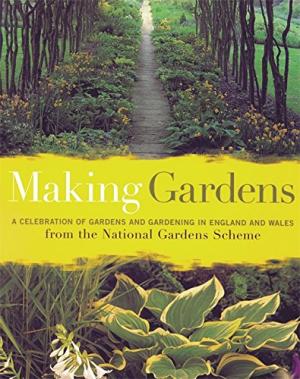 Making Gardens
A CELEBRATION OF GARDENS AND GARDENING IN ENGLAND AND WALES
from the National Gardens Scheme